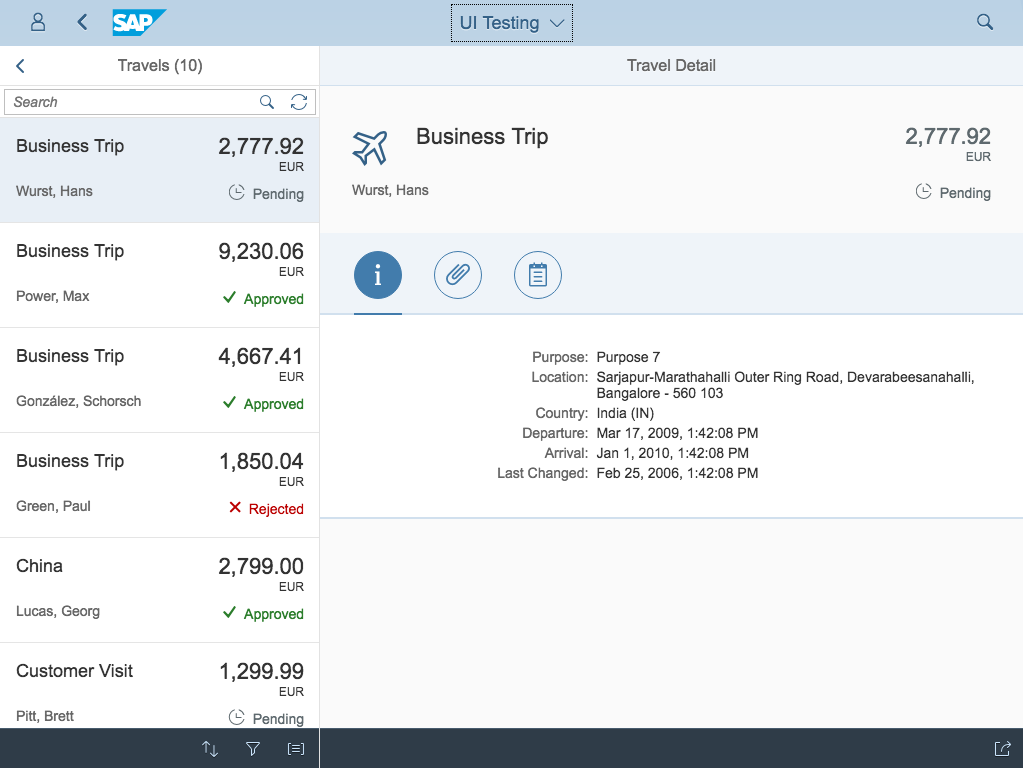 SAP
UI Testing
Travels (10)
Travel Detail
Search
Business Trip
2,777.92
EUR
Wurst, Hans
Pending
Business Trip
9,230.06
EUR
Power, Max
Approved
Business Trip
4,667.41
EUR
González, Schorsch
Approved
Business Trip
1,850.04
EUR
Green, Paul
Rejected
China
2,799.00
EUR
Lucas, Georg
Approved
Customer Visit
1,299.99
EUR
Pitt, Brett
Pending
Business Trip
2,777.92
EUR
Wurst, Hans
Pending
Purpose: Purpose 7
Location: Sarjapur-Marathahalli Outer Ring Road, Devarabeesanahalli,
Bangalore - 560 103
Country: India (IN)
Departure: Mar 17, 2009, 1:42:08 PM
Arrival: Jan 1, 2010, 1:42:08 PM
Last Changed: Feb 25, 2006, 1:42:08 PM